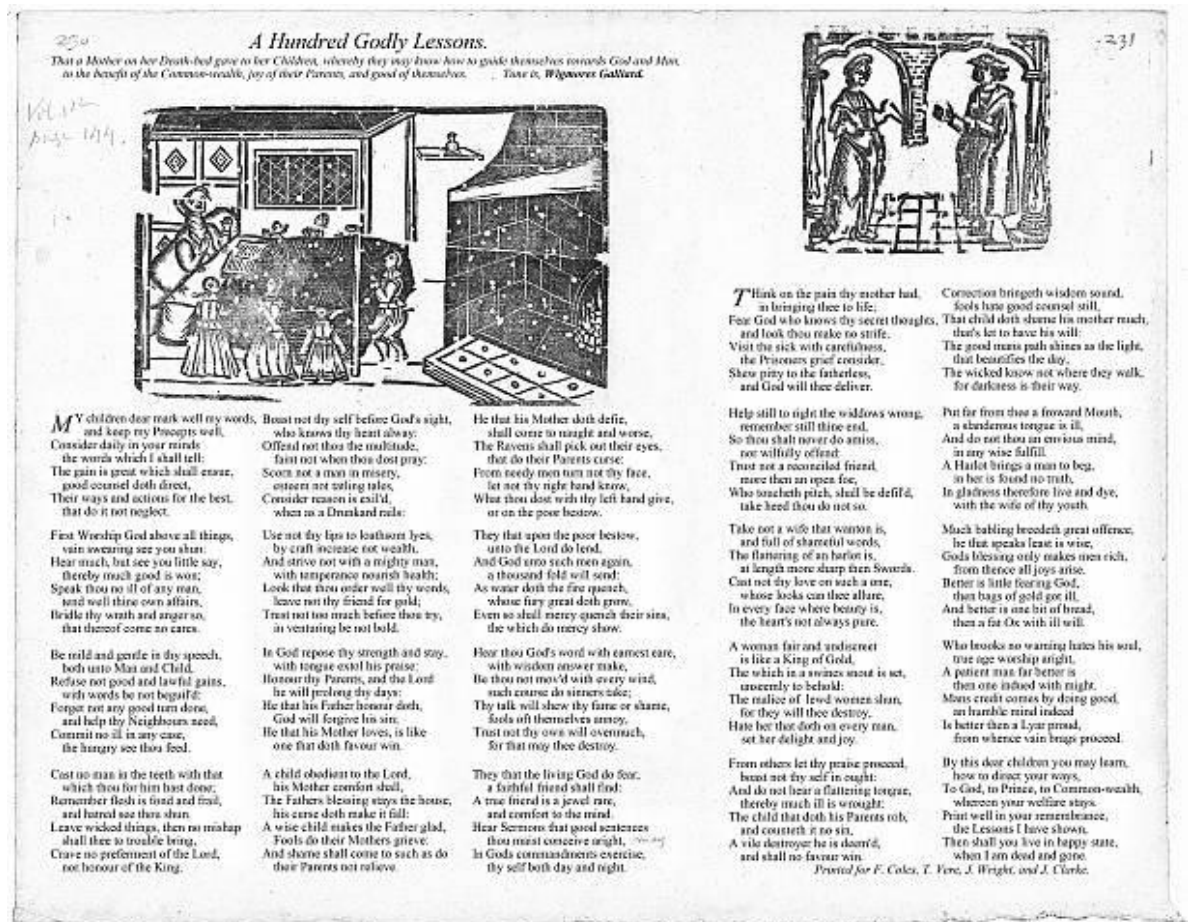 250
A Hundred Godly Lessons.
That a Mother on her Death-bed gave to her Children, whereby they may know how to guide themselves towards God and Man,
to the benefit of the Common-wealth, joy of their Parents, and good of themselves. Tune is, Wigmores Galliard.
MY children dear mark well my words,
and keep my Precepts well,
Consider daily in your minds
the words which I shall tell:
The gain is great which shall ensue,
good counsel doth direct,
Their ways and actions for the best,
that do it not neglect.
First Worship God above all things,
vain swearing see you shun:
Hear much, but see you little say,
thereby much good is won;
Speak thou no ill of any man,
tend well thine own affairs,
Bridle thy wrath and anger so,
that thereof come no cares.
Be mild and gentle in thy speech,
both unto Man and Child,
Refuse not good and lawful gains,
with words be not beguil'd:
Forget not any good turn done,
and help thy Neighbours need,
Commit no ill in any case,
the hungry see thou feed.
Cast no man in the teeth with that
which thou for him hast done;
Remember flesh is fond and frail,
and hatred see thou shun.
Leave wicked things, then no mishap
shall thee to trouble bring,
Crave no preferment of the Lord,
nor honour of the King.
Boast not thy self before God's sight,
who knows thy heart alway:
Offend not thou the multitude,
faint not when thou dost pray:
Scorn not a man in misery,
esteem not tatling tales,
Consider reason is exil'd,
when as a Drunkard rails:
Use not thy lips to loathsom lyes,
by craft increase not wealth,
And strive not with a mighty man,
with temperance nourish health;
Look that thou order well thy words,
leave not thy friend for gold;
Trust not too much before thou try,
in venturing be not bold.
In God repose thy strength and stay,
with tongue extol his praise:
Honour thy Parents, and the Lord
he will prolong thy days:
He that his Father honour doth,
God will forgive his sin;
He that his Mother loves, is like
one that doth favour win.
A child obedient to the Lord,
his Mother comfort shall,
The Fathers blessing stays the house,
his curse doth make it fall:
A wise child makes the Father glad,
Fools do their Mothers grieve:
And shame shall come to such as do
their Parents not relieve.
He that his Mother doth defie,
shall come to naught and worse,
The Ravens shall pick out their eyes,
that do their Parents curse:
From needy men turn not thy face,
let not thy right hand know,
What thou dost with thy left hand give,
or on the poor bestow.
They that upon the poor bestow,
unto the Lord do lend,
And God unto such men again,
a thousand fold will send:
As water doth the fire quench,
whose fury great doth grow,
Even so shall mercy quench their sins,
the which do mercy show.
Hear thou God's word with earnest care,
with wisdom answer make,
Be thou not mov'd with every wind,
such course do sinners take;
Thy talk will shew thy fame or shame,
fools oft themselves annoy,
Trust not thy own will overmuch,
for that may thee destroy.
They that the living God do fear,
a faithful friend shall find:
A true friend is a jewel rare,
and comfort to the mind.
Hear Sermons that good sentences
thou maist conceive aright,
In Gods commandments exercise,
thy self both day and night.
231
THink on the pain thy mother had,
in bringing thee to life;
Fear God who knows thy secret thoughts,
and look thou make no strife.
Visit the sick with carefulness,
the Prisoners grief consider,
Shew pitty to the fatherless,
and God will thee deliver.
Help still to right the widdows wrong,
remember still thine end,
So thou shalt never do amiss,
nor wilfully offend:
Trust not a reconciled friend,
more then an open foe,
Who toucheth pitch, shall be defil'd,
take heed thou do not so.
Take not a wife that wanton is,
and full of shameful words,
The flattering of an harlot is,
at length more sharp then Swords.
Cast not thy love on such a one,
whose looks can thee allure,
In every face where beauty is,
the heart's not always pure.
A woman fair and undiscreet
is like a King of Gold,
The which in a swines snout is set,
unseemly to behold:
The malice of lewd women shun,
for they will thee destroy,
Hate her that doth on every man,
set her delight and joy.
From others let thy praise proceed,
boast not thy self in ought:
And do not hear a flattering tongue,
thereby much ill is wrought:
The child that doth his Parents rob,
and counteth it no sin,
A vile destroyer he is deem'd,
and shall no favour win.
Correction bringeth wisdom sound,
fools hate good counsel still,
That child doth shame his mother much,
that's let to have his will:
The good mans path shines as the light,
that beautifies the day,
The wicked know not where they walk,
for darkness is their way.
Put far from thee a froward Mouth,
a slanderous tongue is ill,
And do not thou an envious mind,
in any wise fulfill.
A Harlot brings a man to beg,
in her is found no truth,
In gladness therefore live and dye,
with the wife of thy youth.
Much babling breedeth great offence,
he that speaks least is wise,
Gods blessing only makes men rich,
from thence all joys arise.
Better is little fearing God,
then bags of gold got ill,
And better is one bit of bread,
then a fat Ox with ill will.
Who brooks no warning hates his soul,
true age worship aright,
A patient man far better is
then one indued with might.
Mans credit comes by doing good,
an humble mind indeed
Is better then a Lyar proud,
from whence vain brags proceed.
By this dear children you may learn,
how to direct your ways,
To God, to Prince, to Common-wealth,
whereon your welfare stays.
Print well in your remembrance,
the Lessons I have shown,
Then shall you live in happy state,
when I am dead and gone.
Printed for F. Coles, T. Vere, J. Wright, and J. Clarke.